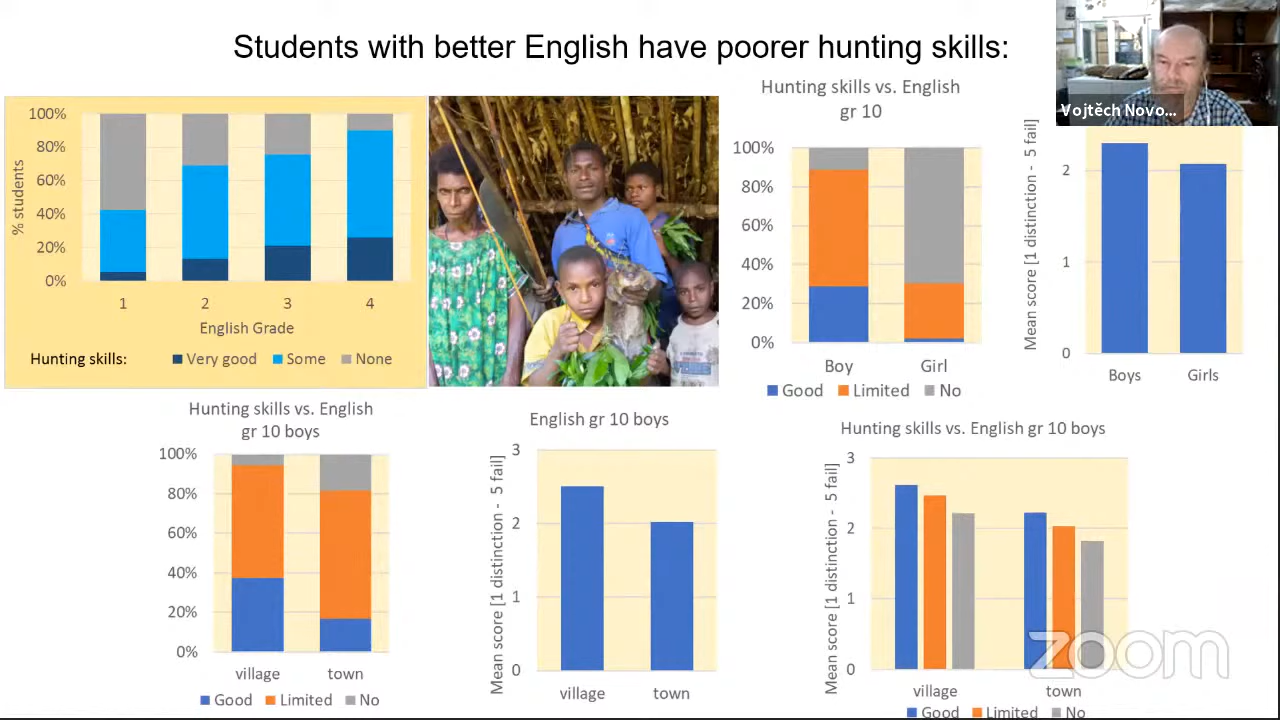 Students with better English have poorer hunting skills:
Vojtěch Novo...
100%
80%
60%
40%
20%
0%
% students
1 2 3 4
English Grade
Hunting skills: Very good Some None
Hunting skills vs. English
gr 10
100%
80%
60%
40%
20%
0%
Boy Girl
Good Limited No
Mean score [1 distinction - 5 fail]
2
1
0
Boys Girls
Hunting skills vs. English
gr 10 boys
100%
80%
60%
40%
20%
0%
village town
Good Limited No
English gr 10 boys
Mean score [1 distinction - 5 fail]
3
2
1
0
village town
Hunting skills vs. English gr 10 boys
Mean score [1 distinction - 5 fail]
3
2
1
0
village town
Good Limited No
zoom